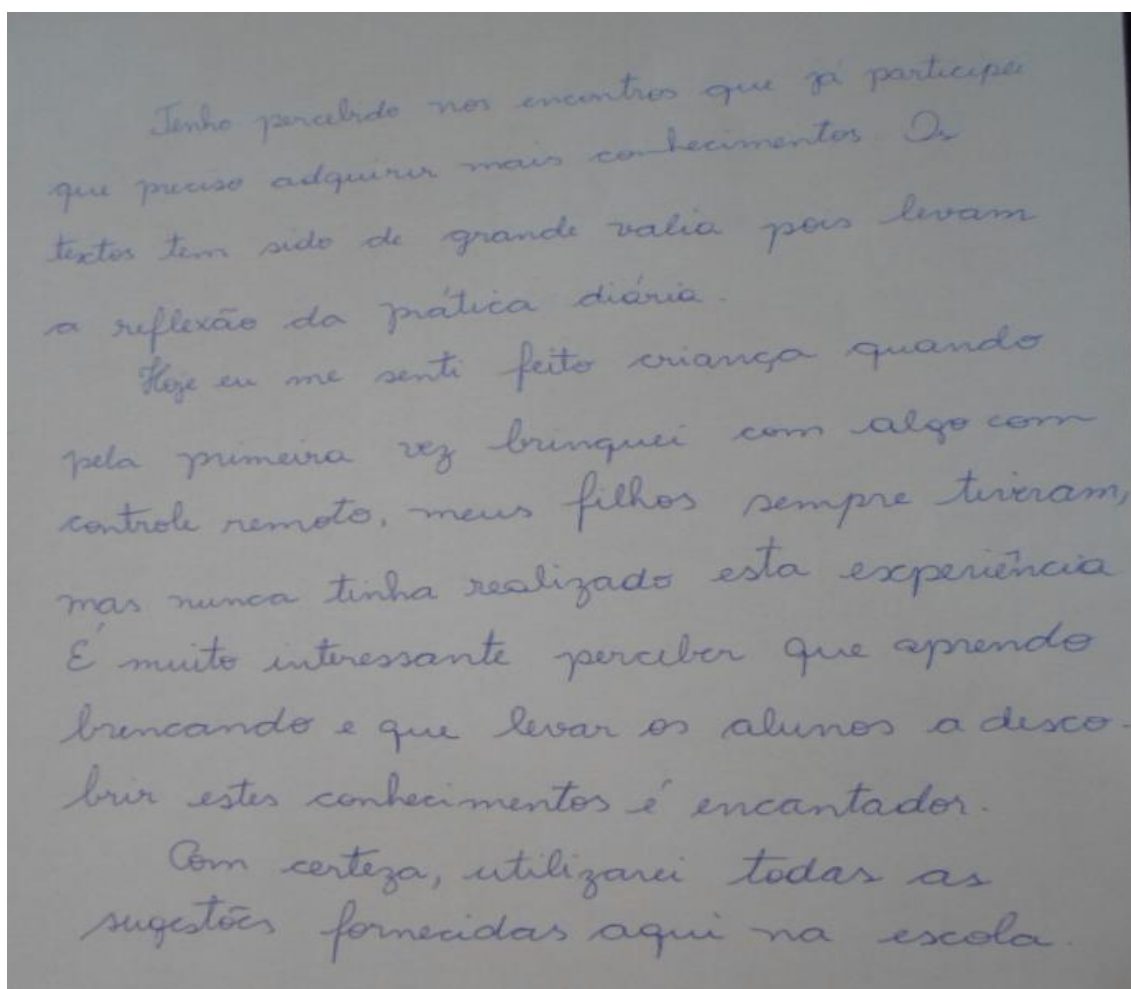 Tenho percebido nos encontros que já participei
que preciso adquirir mais conhecimentos. Os
textos tem sido de grande valia pois levam
a reflexão da prática diária.
Hoje eu me senti feito criança quando
pela primeira vez brinquei com algo com
controle remoto, meus filhos sempre tiveram,
mas nunca tinha realizado esta experiência
É muito interessante perceber que aprendo
brincando e que levar os alunos a desco-
brir estes conhecimentos é encantador.
Com certeza, utilizarei todas as
sugestões fornecidas aqui na escola.